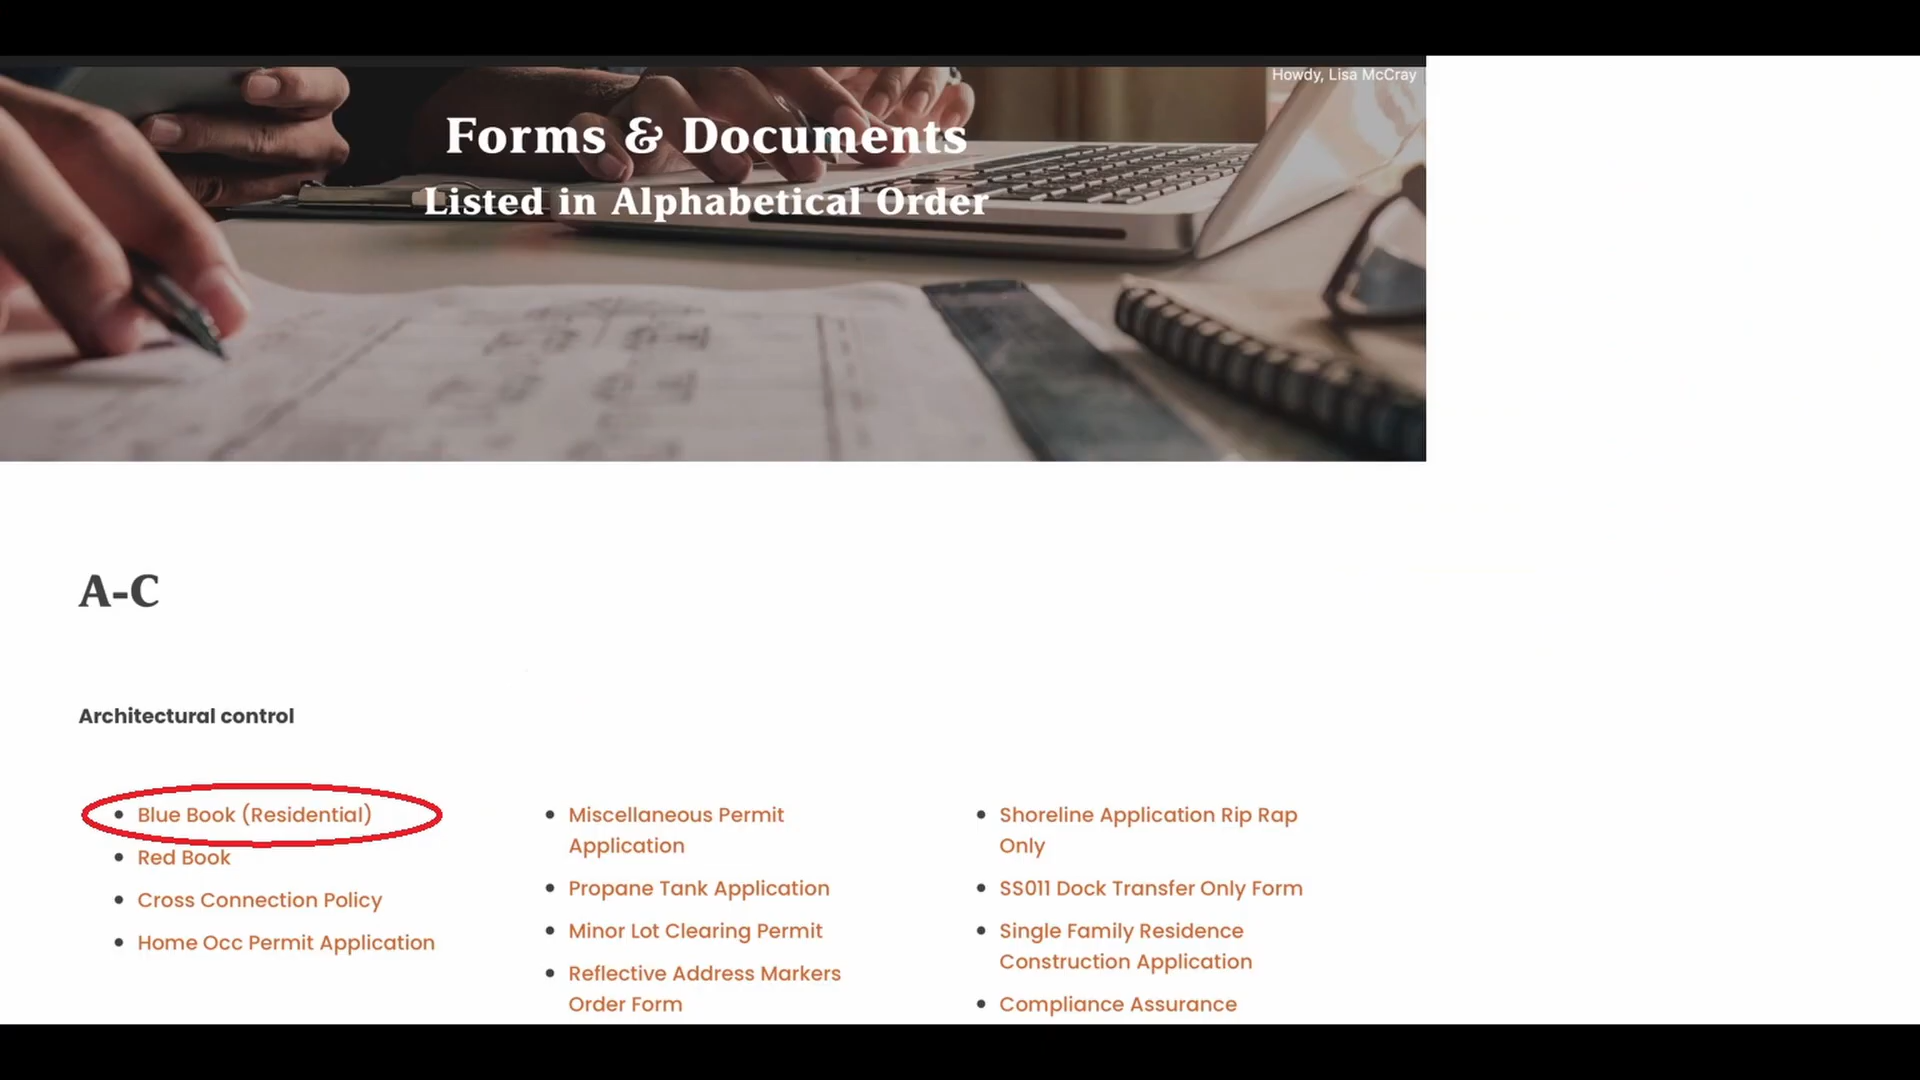 Howdy, Lisa McCray
Forms & Documents
Listed in Alphabetical Order
A-C
Architectural control
Blue Book (Residential)
Red Book
Cross Connection Policy
Home Occ Permit Application
Miscellaneous Permit
Application
Propane Tank Application
Minor Lot Clearing Permit
Reflective Address Markers
Order Form
Shoreline Application Rip Rap
Only
SS011 Dock Transfer Only Form
Single Family Residence
Construction Application
Compliance Assurance